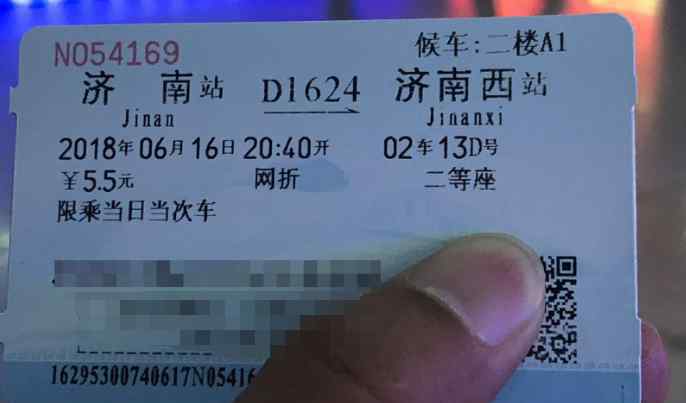 N054169
候车:二楼A1
济南站 D1624 济南西站
Jinan Jinanxi
2018年06月16日20:40开 02车13D号
￥5.5元 网折 二等座
限乘当日当次车
16295300740617N05416